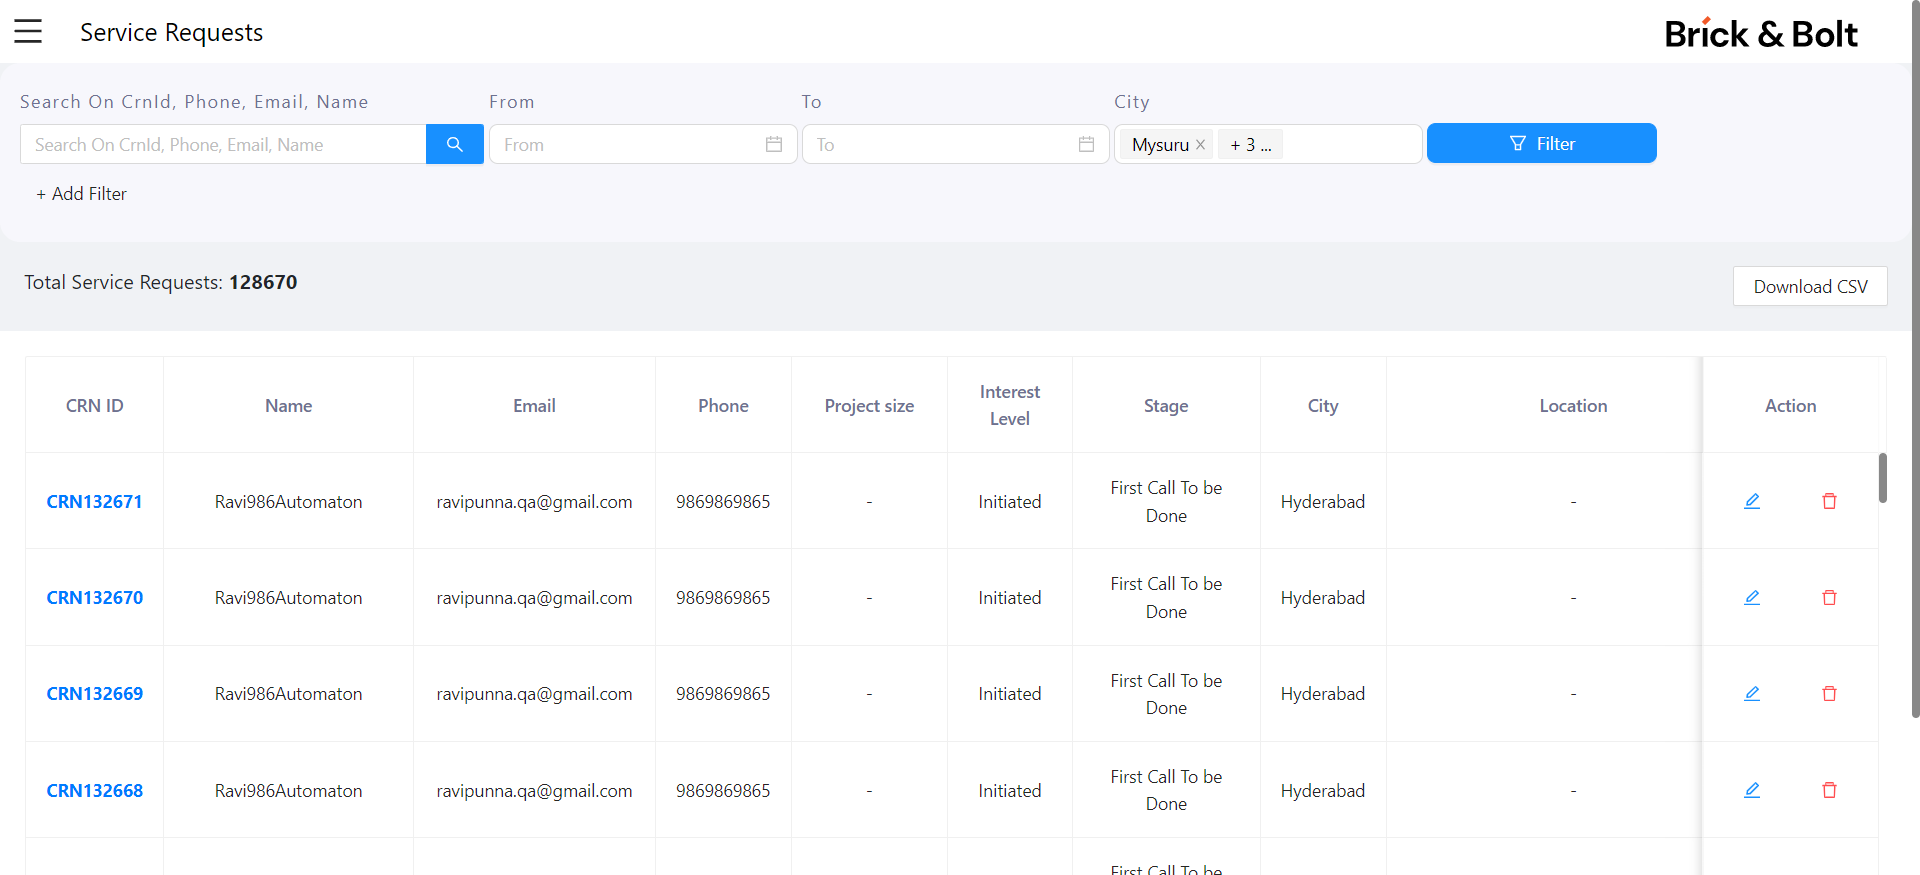 Service Requests
Brick & Bolt
Search On CrnId, Phone, Email, Name
From
To
City
Search On CrnId, Phone, Email, Name
From
To
Mysuru
+ 3 ...
Filter
+ Add Filter
Total Service Requests: 128670
Download CSV
CRN ID
Name
Email
Phone
Project size
Interest
Level
Stage
City
Location
Action
CRN132671
Ravi986Automaton
ravipunna.qa@gmail.com
9869869865
-
Initiated
First Call To be
Done
Hyderabad
-
CRN132670
Ravi986Automaton
ravipunna.qa@gmail.com
9869869865
-
Initiated
First Call To be
Done
Hyderabad
-
CRN132669
Ravi986Automaton
ravipunna.qa@gmail.com
9869869865
-
Initiated
First Call To be
Done
Hyderabad
-
CRN132668
Ravi986Automaton
ravipunna.qa@gmail.com
9869869865
-
Initiated
First Call To be
Done
Hyderabad
-
First Call To be